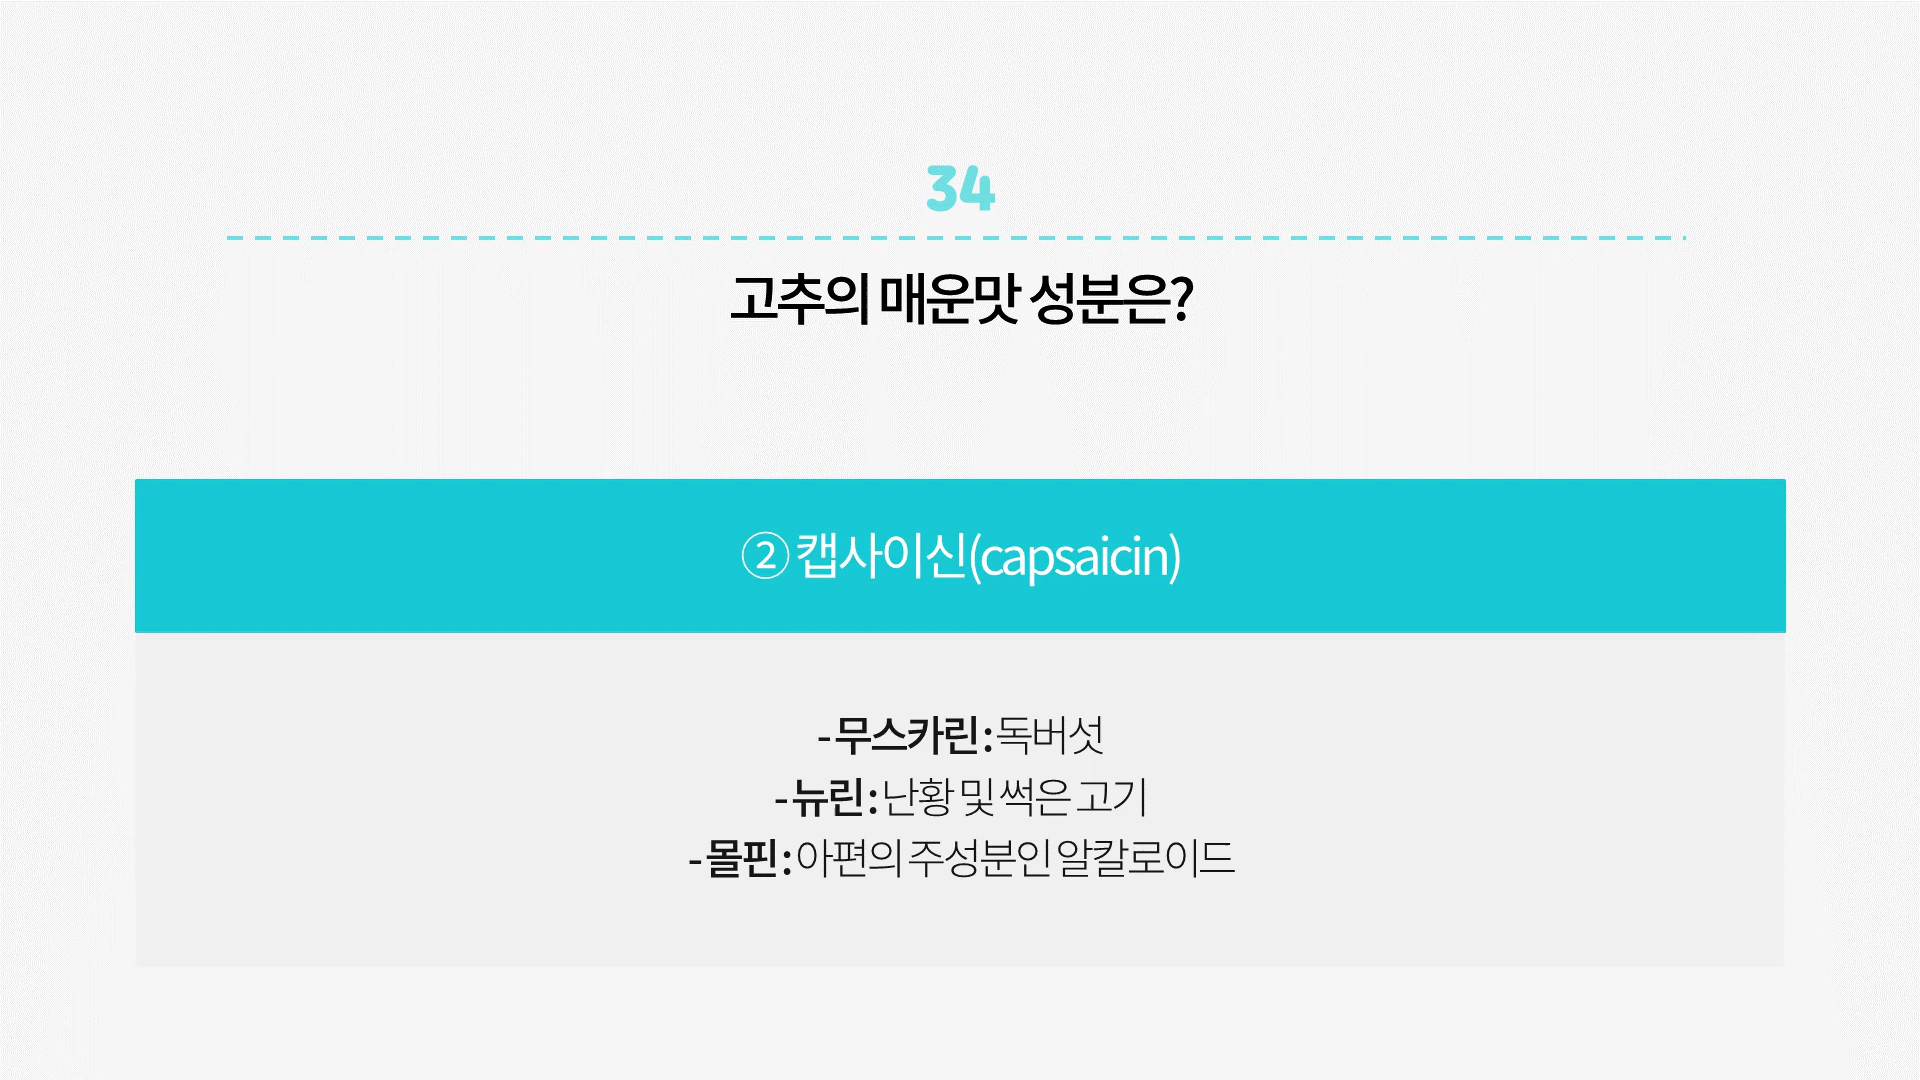 34
고추의 매운맛 성분은?
② 캡사이신(capsaicin)
- 무스카린 : 독버섯
- 뉴린 : 난황 및 썩은 고기
- 몰핀 : 아편의 주성분인 알칼로이드